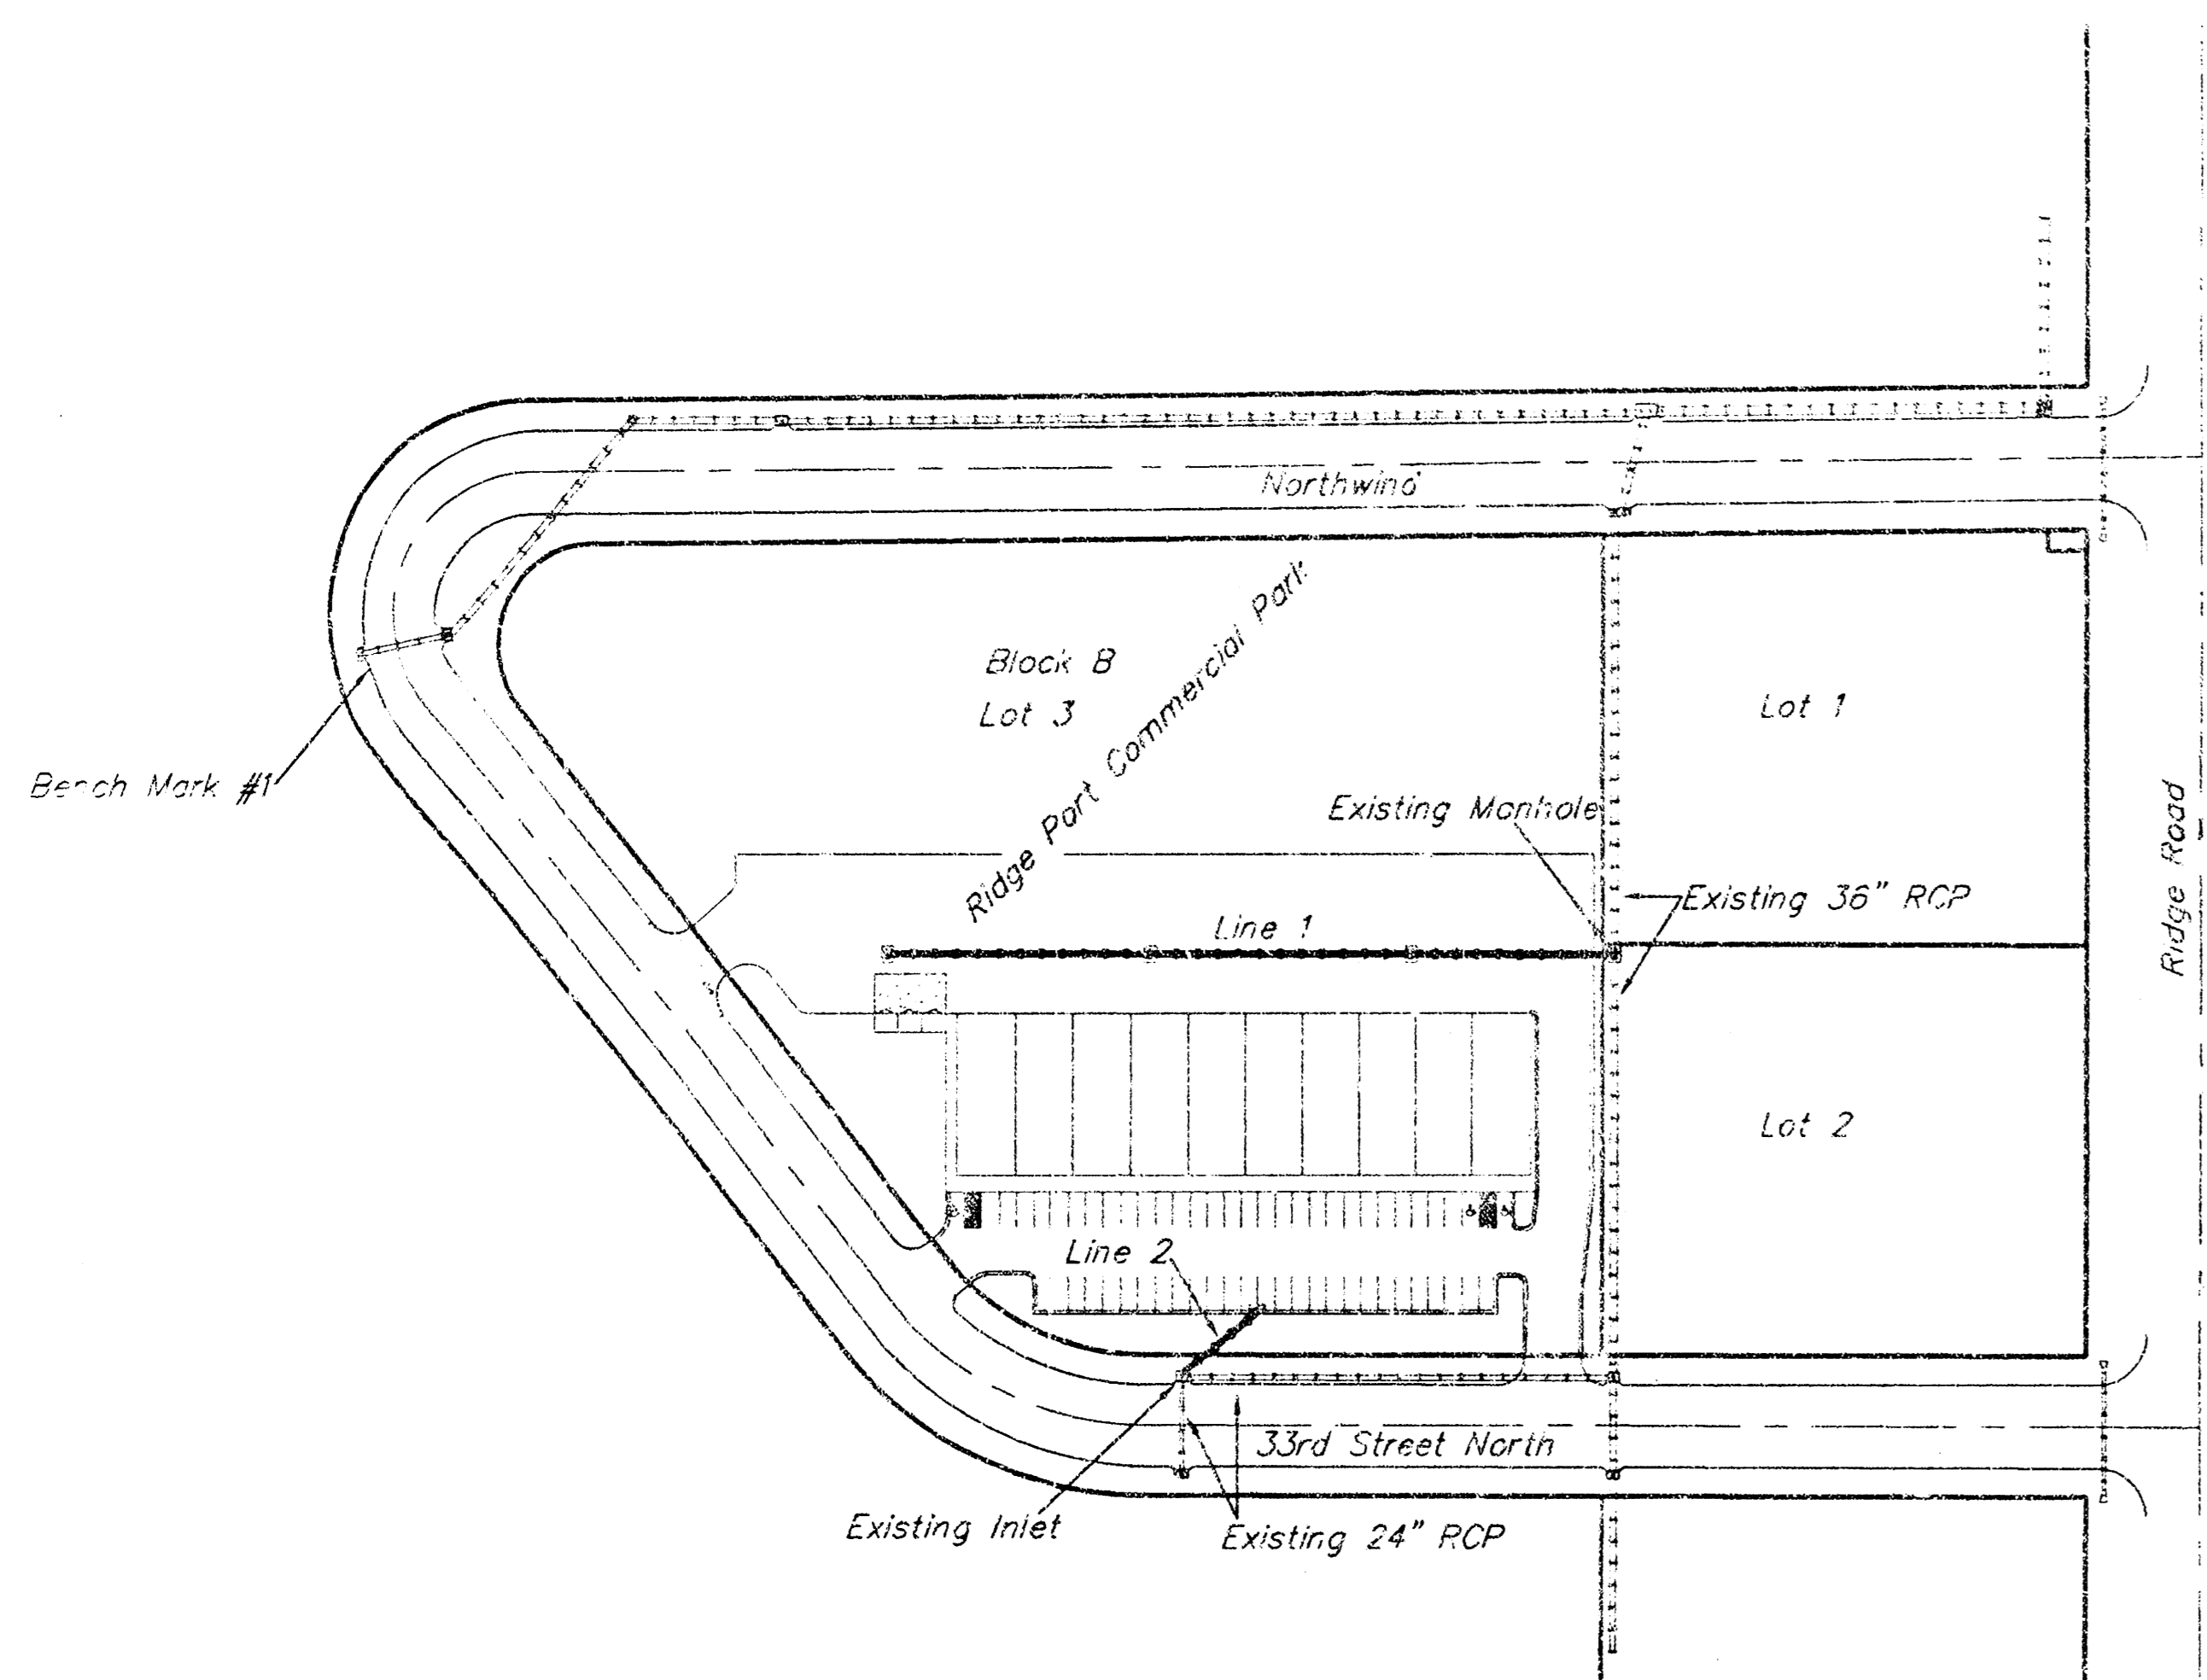 Northwind
Block B
Lot 3
Ridge Part Commercial Park
Lot 1
Bench Mark #1
Existing Manhole
Ridge Road
Existing 36" RCP
Line 1
Lot 2
Line 2
33rd Street North
Existing Inlet
Existing 24" RCP